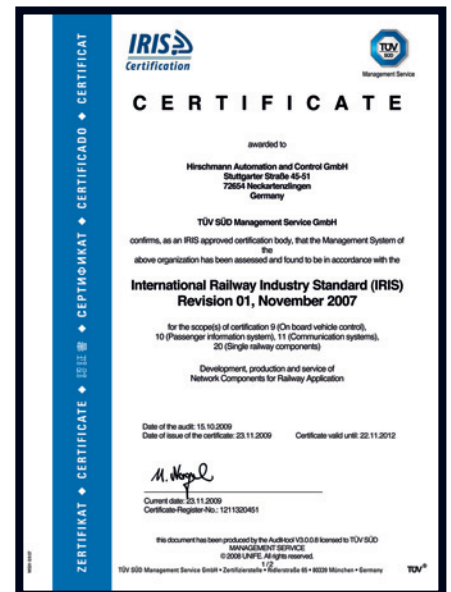 IRIS
Certification
TÜV
SÜD
Management Service
CERTIFICATE
awarded to
Hirschmann Automation and Control GmbH
Stuttgarter Straße 45-51
72654 Neckartenzlingen
Germany
TÜV SÜD Management Service GmbH
confirms, as an IRIS approved certification body, that the Management System of
the
above organization has been assessed and found to be in accordance with the
International Railway Industry Standard (IRIS)
Revision 01, November 2007
for the scope(s) of certification 9 (On board vehicle control),
10 (Passenger information system), 11 (Communication systems),
20 (Single railway components)
Development, production and service of
Network Components for Railway Application
Date of the audit: 15.10.2009
Date of issue of the certificate: 23.11.2009 Certificate valid until: 22.11.2012
Current date: 23.11.2009
Certificate-Register-No.: 1211320451
this document has been produced by the Audit-tool V3.0.0.8 licensed to TÜV SÜD
MANAGEMENT SERVICE
© 2008 UNIFE. All rights reserved.
1/2
TÜV SÜD Management Service GmbH • Zertifizierstelle • Ridlerstraße 65 • 80339 München • Germany TÜV®
ZERTIFIKAT ◆ CERTIFICATE ◆ 認証書 ◆ СЕРТИФИКАТ ◆ CERTIFICADO ◆ CERTIFICAT